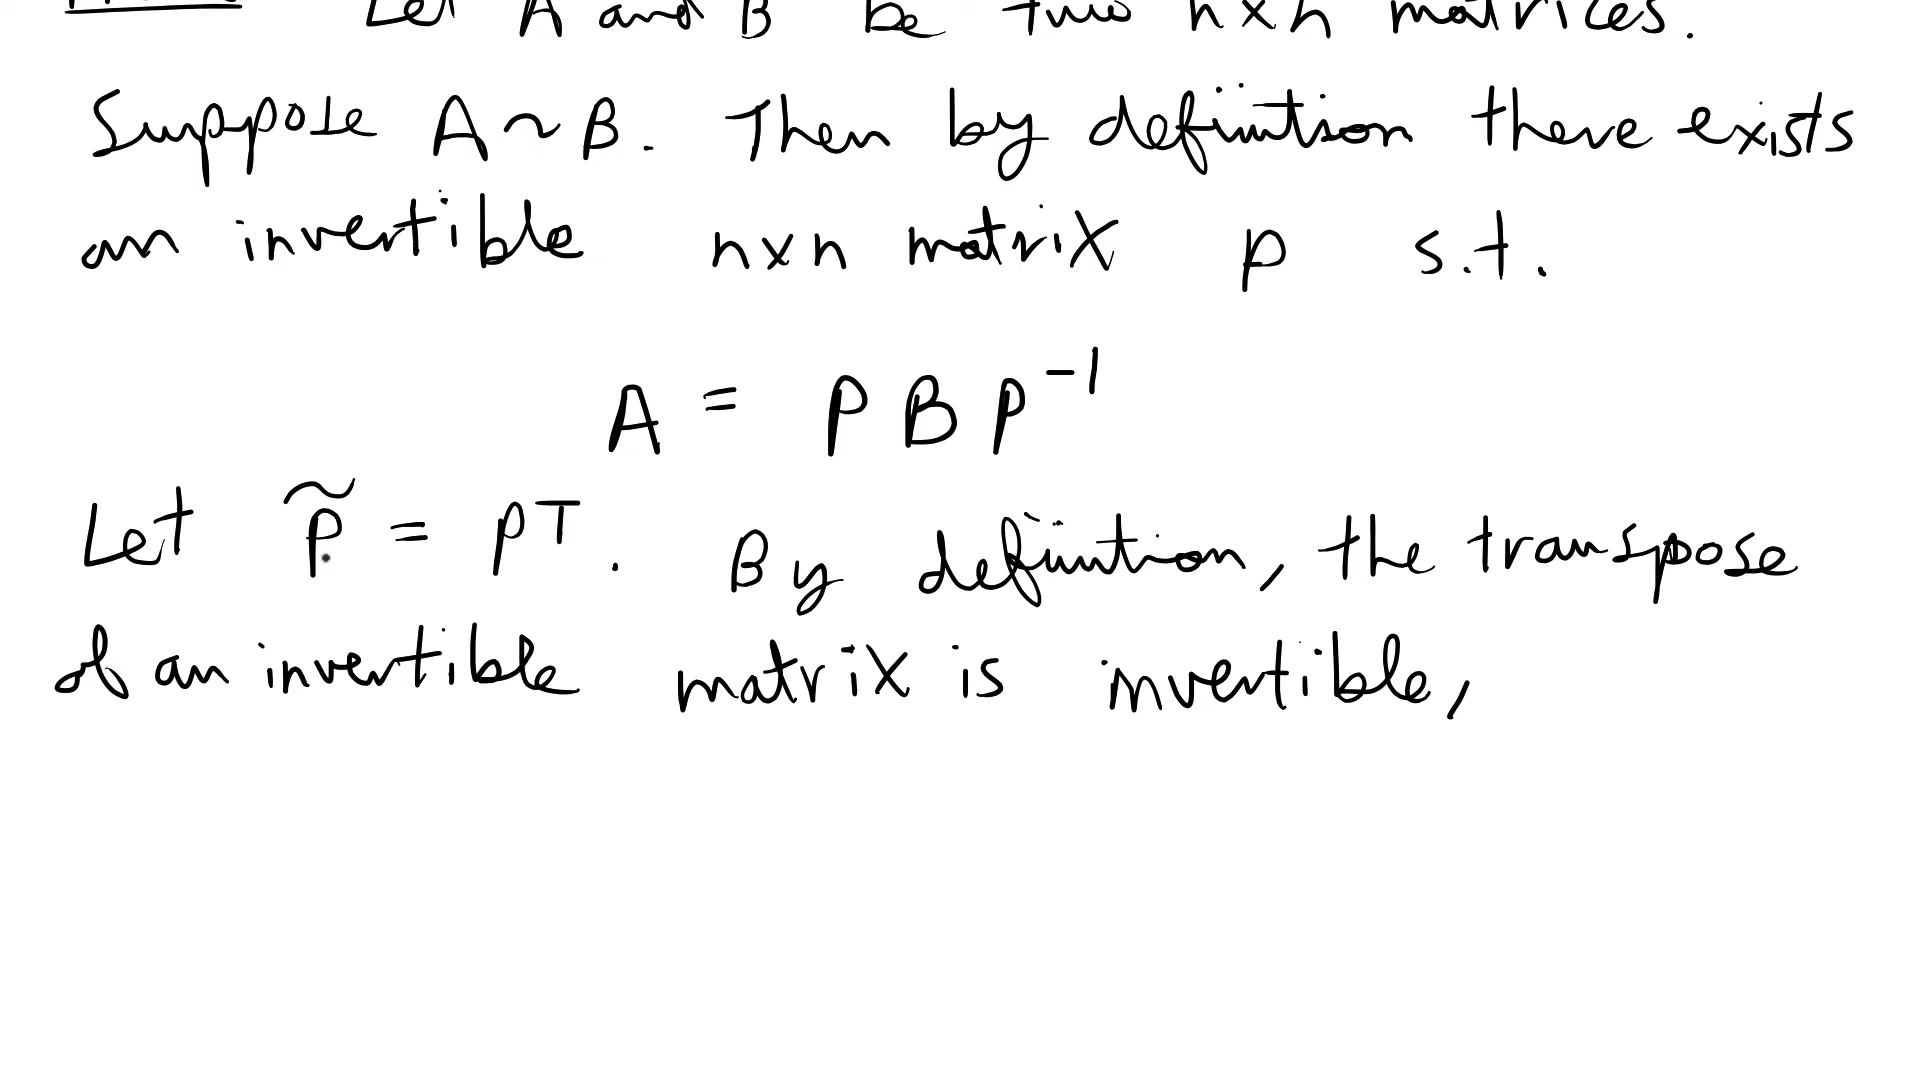 Let A and B be two n×n matrices.
Suppose A ~ B. Then by definition there exists
an invertible n×n matrix P s.t.
A = P B P⁻¹
Let P̃ = Pᵀ. By definition, the transpose
of an invertible matrix is invertible,